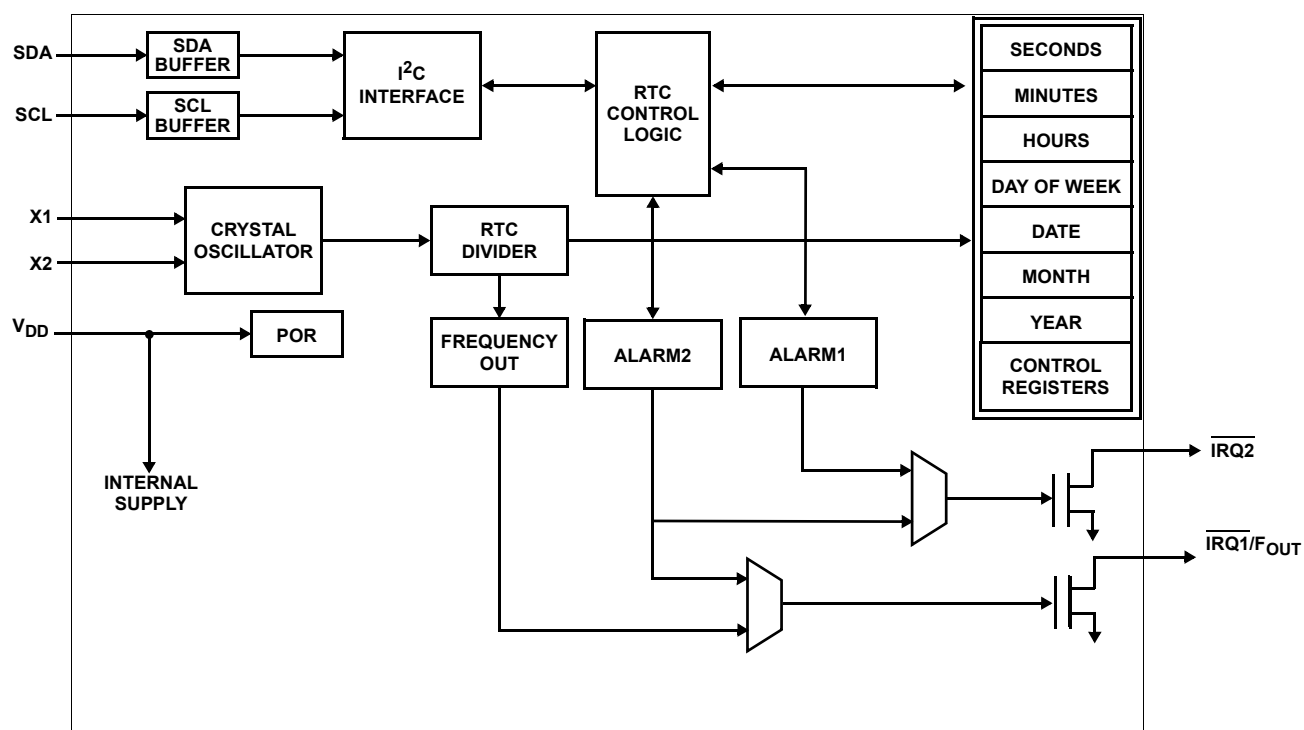 SDA
SDA
BUFFER
I²C
INTERFACE
RTC
CONTROL
LOGIC
SECONDS
MINUTES
HOURS
DAY OF WEEK
DATE
MONTH
YEAR
CONTROL
REGISTERS
SCL
SCL
BUFFER
X1
X2
CRYSTAL
OSCILLATOR
RTC
DIVIDER
VDD
POR
FREQUENCY
OUT
ALARM2
ALARM1
INTERNAL
SUPPLY
IRQ2
IRQ1/FOUT